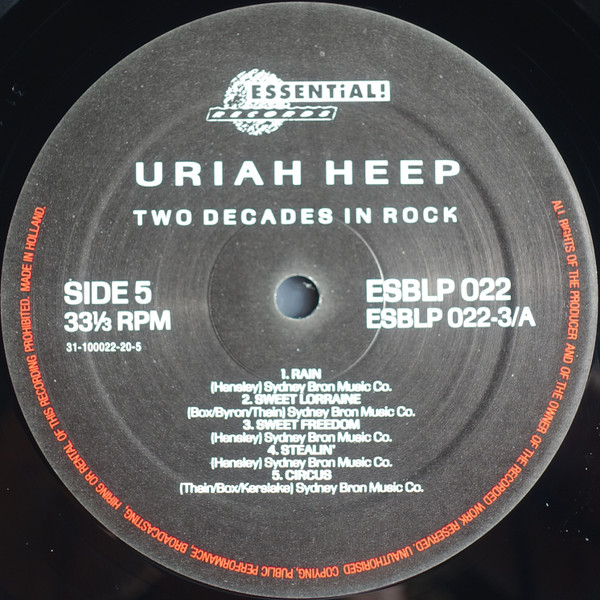 ESSENTiAL!
RECORDS
URIAH HEEP
TWO DECADES IN ROCK
SIDE 5
33⅓ RPM
31-100022-20-5
ESBLP 022
ESBLP 022-3/A
1. RAIN
(Hensley) Sydney Bron Music Co.
2. SWEET LORRAINE
(Box/Byron/Thain) Sydney Bron Music Co.
3. SWEET FREEDOM
(Hensley) Sydney Bron Music Co.
4. STEALIN'
(Hensley) Sydney Bron Music Co.
5. CIRCUS
(Thain/Box/Kerslake) Sydney Bron Music Co.
ALL RIGHTS OF THE PRODUCER AND OF THE OWNER OF THE RECORDED WORK RESERVED. UNAUTHORISED COPYING, PUBLIC PERFORMANCE, BROADCASTING, HIRING OR RENTAL OF THIS RECORDING PROHIBITED. MADE IN HOLLAND.